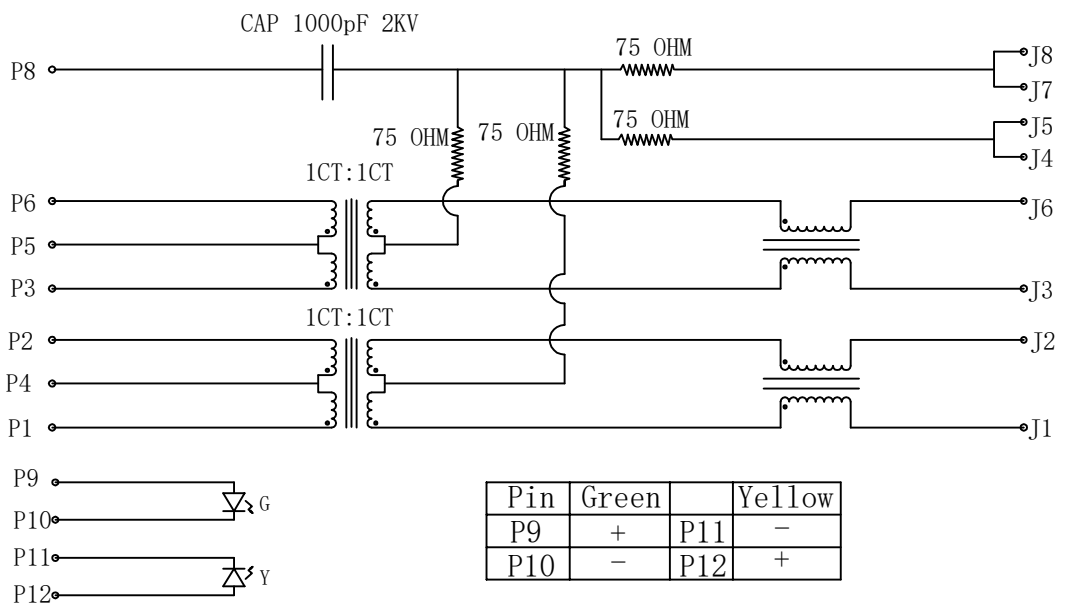 CAP 1000pF 2KV
75 OHM
J8
P8
J7
75 OHM
J5
75 OHM
75 OHM
J4
1CT:1CT
P6
J6
P5
P3
J3
1CT:1CT
P2
J2
P4
P1
J1
P9
G
P10
P11
Y
P12
Pin Green Yellow
P9 + P11 −
P10 − P12 +